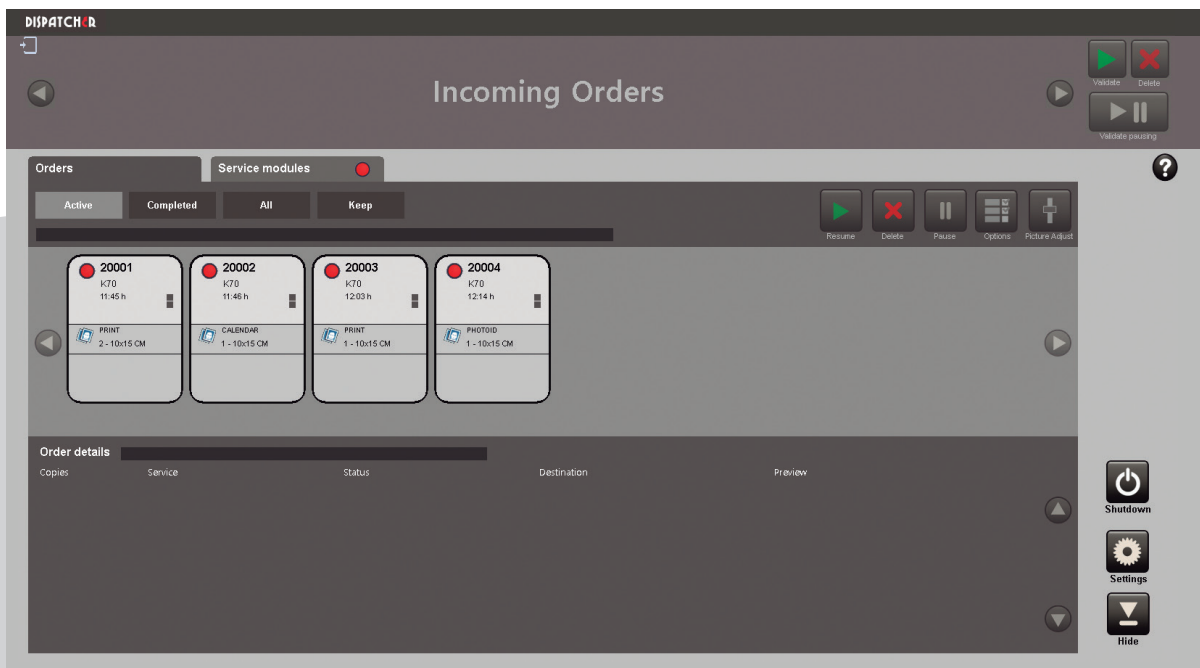 DISPATCHER
Incoming Orders
Validate
Delete
Validate pausing
Orders
Service modules
?
Active
Completed
All
Keep
Resume
Delete
Pause
Options
Picture Adjust
20001
K70
11:45 h
PRINT
2 - 10x15 CM
20002
K70
11:46 h
CALENDAR
1 - 10x15 CM
20003
K70
12:03 h
PRINT
1 - 10x15 CM
20004
K70
12:14 h
PHOTOID
1 - 10x15 CM
Order details
Copies
Service
Status
Destination
Preview
Shutdown
Settings
Hide